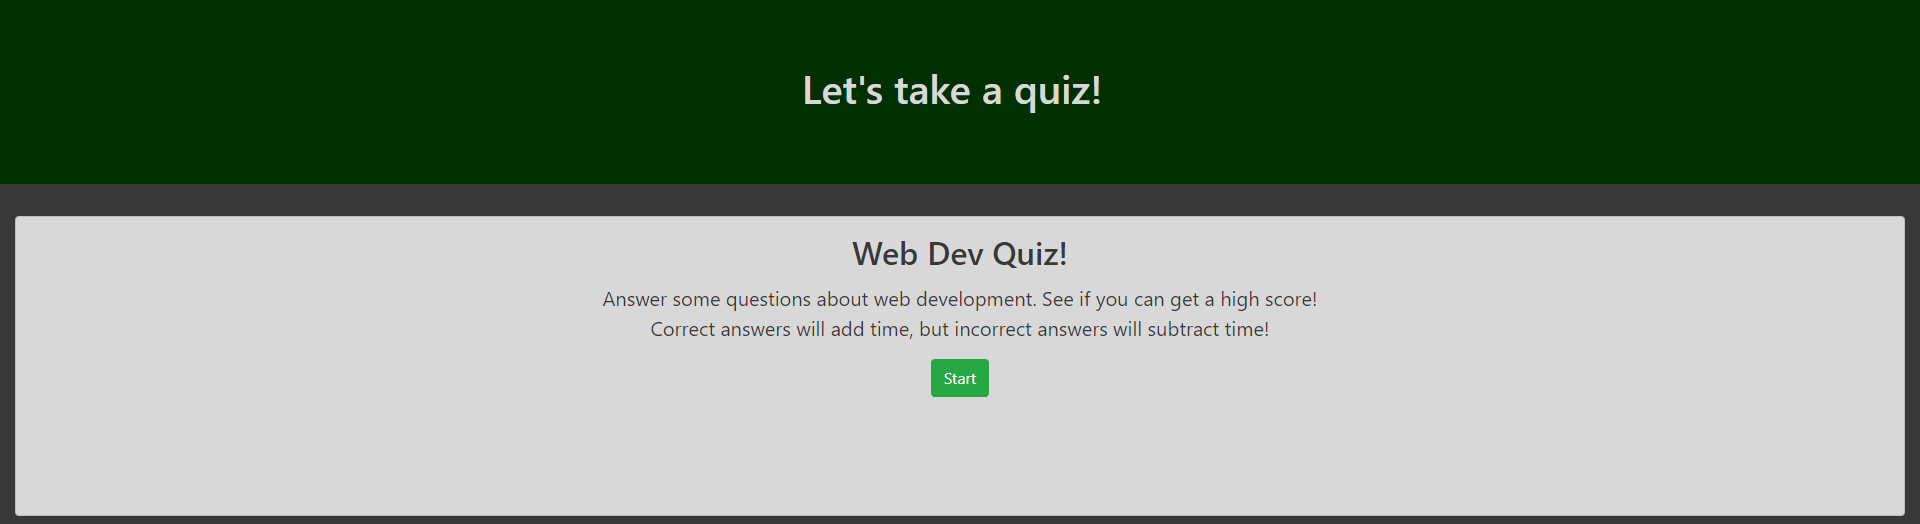 Let's take a quiz!
Web Dev Quiz!
Answer some questions about web development. See if you can get a high score!
Correct answers will add time, but incorrect answers will subtract time!
Start